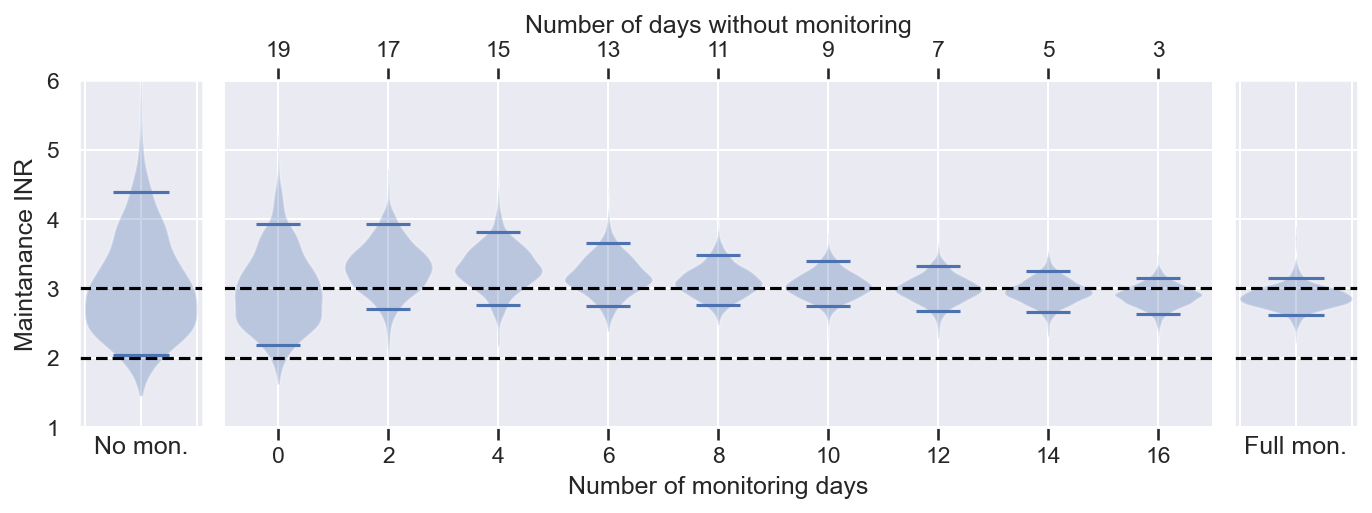 Number of days without monitoring
19 17 15 13 11 9 7 5 3
6
5
4
3
2
1
Maintanance INR
No mon.
0 2 4 6 8 10 12 14 16
Full mon.
Number of monitoring days